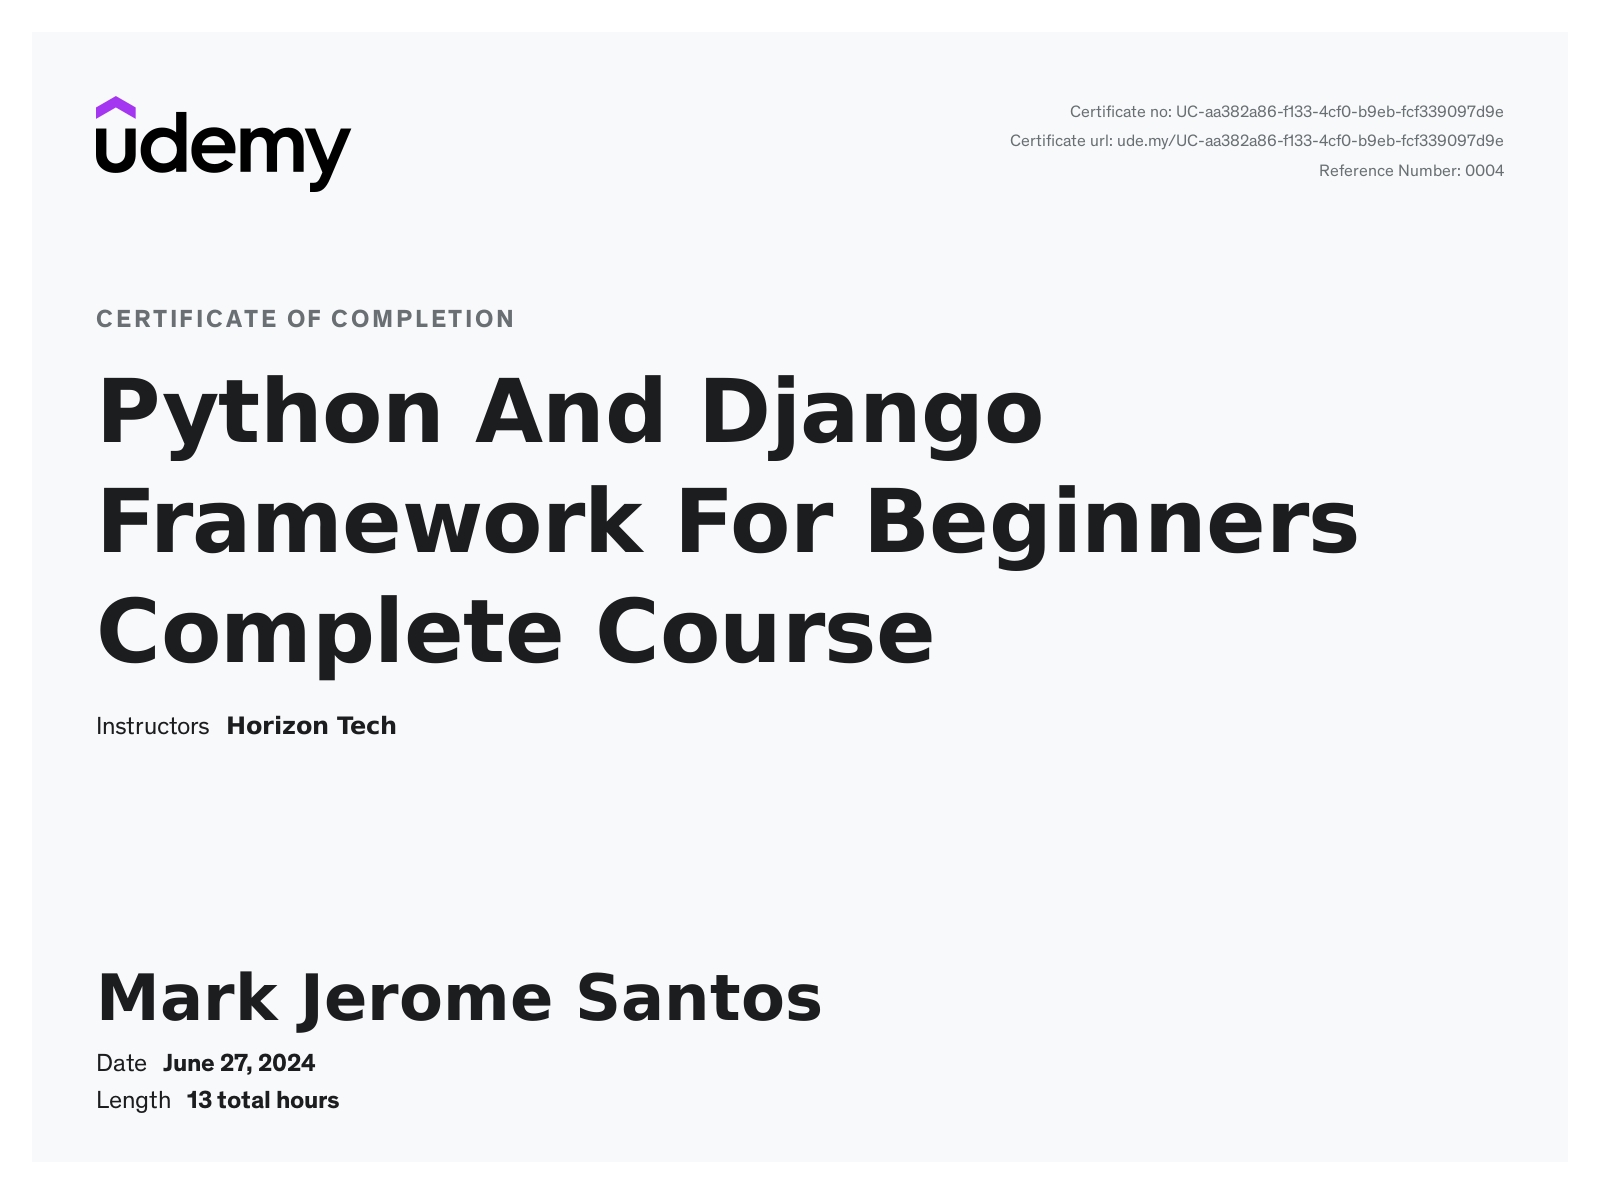 udemy
Certificate no: UC-aa382a86-f133-4cf0-b9eb-fcf339097d9e
Certificate url: ude.my/UC-aa382a86-f133-4cf0-b9eb-fcf339097d9e
Reference Number: 0004
CERTIFICATE OF COMPLETION
Python And Django
Framework For Beginners
Complete Course
Instructors Horizon Tech
Mark Jerome Santos
Date June 27, 2024
Length 13 total hours